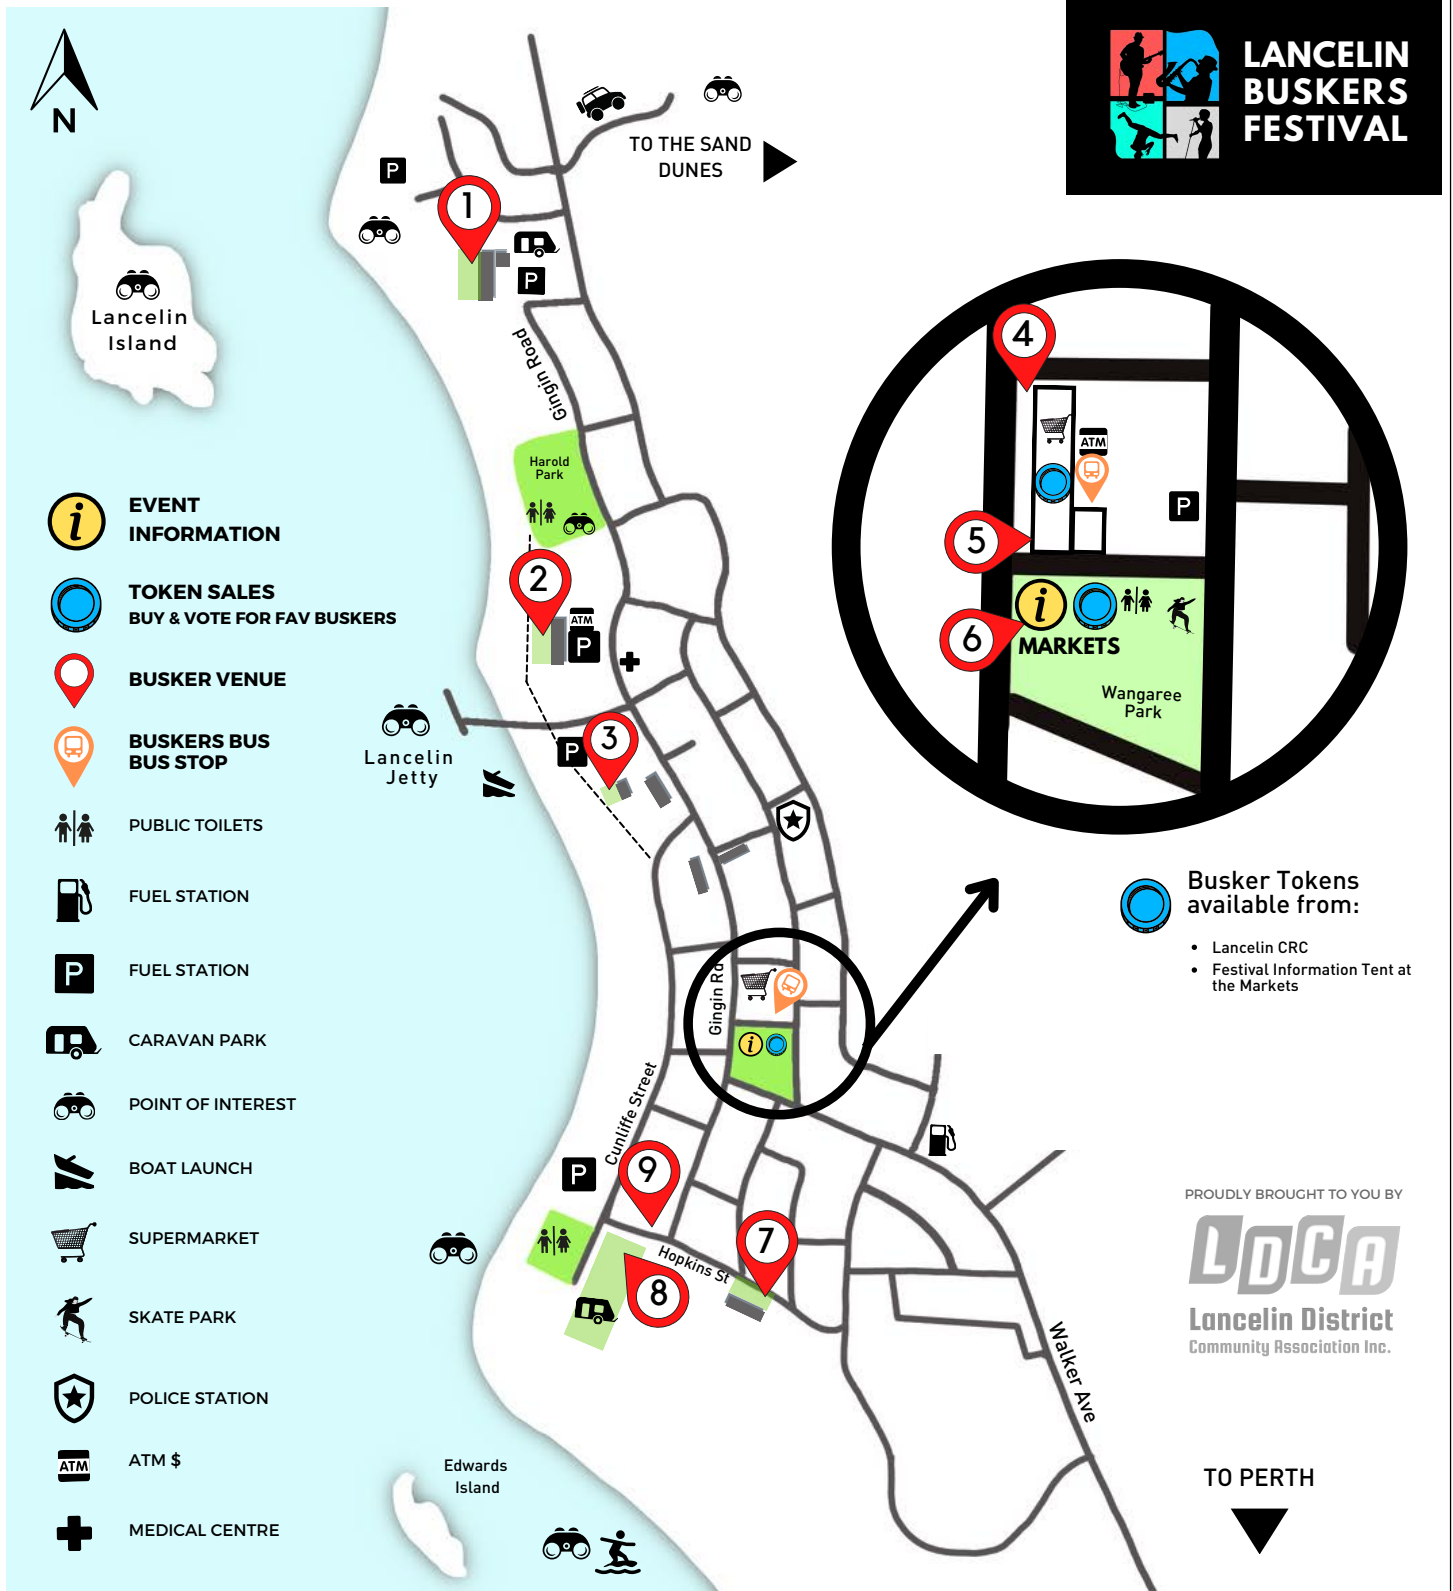 N
LANCELIN
BUSKERS
FESTIVAL
TO THE SAND
DUNES
P
1
P
Lancelin
Island
Gingin Road
Harold
Park
2
ATM
P
Lancelin
Jetty
P
3
4
ATM
P
5
i
6
MARKETS
Wangaree
Park
i
EVENT
INFORMATION
TOKEN SALES
BUY & VOTE FOR FAV BUSKERS
BUSKER VENUE
BUSKERS BUS
BUS STOP
PUBLIC TOILETS
FUEL STATION
P
FUEL STATION
CARAVAN PARK
POINT OF INTEREST
BOAT LAUNCH
SUPERMARKET
SKATE PARK
POLICE STATION
ATM
ATM $
MEDICAL CENTRE
Busker Tokens
available from:
• Lancelin CRC
• Festival Information Tent at
the Markets
Gingin Rd
i
Cunliffe Street
P
9
7
Hopkins St
8
Walker Ave
PROUDLY BROUGHT TO YOU BY
LDCA
Lancelin District
Community Association Inc.
Edwards
Island
TO PERTH